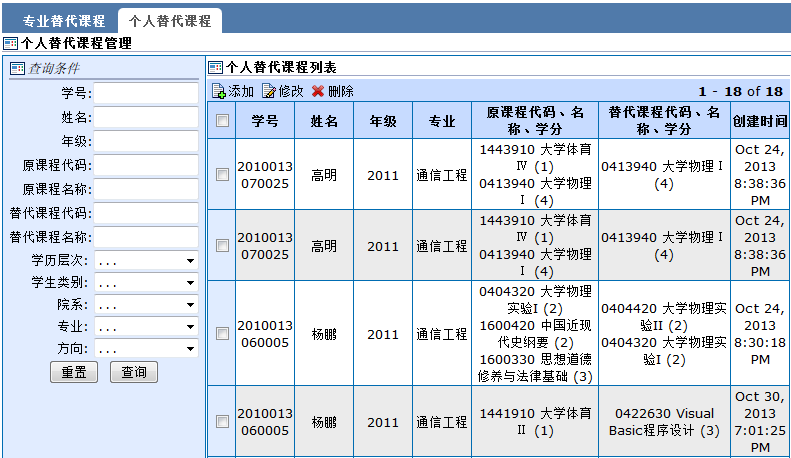 专业替代课程 个人替代课程
个人替代课程管理
查询条件
学号:
姓名:
年级:
原课程代码:
原课程名称:
替代课程代码:
替代课程名称:
学历层次: ...
学生类别: ...
院系: ...
专业: ...
方向: ...
重置 查询
个人替代课程列表
添加 修改 删除 1 - 18 of 18
学号 姓名 年级 专业 原课程代码、名称、学分 替代课程代码、名称、学分 创建时间
2010013
070025
高明
2011
通信工程
1443910 大学体育
Ⅳ (1)
0413940 大学物理
Ⅰ (4)
0413940 大学物理Ⅰ
(4)
Oct 24,
2013
8:38:36
PM
2010013
070025
高明
2011
通信工程
1443910 大学体育
Ⅳ (1)
0413940 大学物理
Ⅰ (4)
0413940 大学物理Ⅰ
(4)
Oct 24,
2013
8:38:36
PM
2010013
060005
杨鹏
2011
通信工程
0404320 大学物理
实验I (2)
1600420 中国近现
代史纲要 (2)
1600330 思想道德
修养与法律基础 (3)
0404420 大学物理实
验II (2)
0404320 大学物理实
验I (2)
Oct 24,
2013
8:30:18
PM
2010013
060005
杨鹏
2011
通信工程
1441910 大学体育
Ⅱ (1)
0422630 Visual
Basic程序设计 (3)
Oct 30,
2013
7:01:25
PM